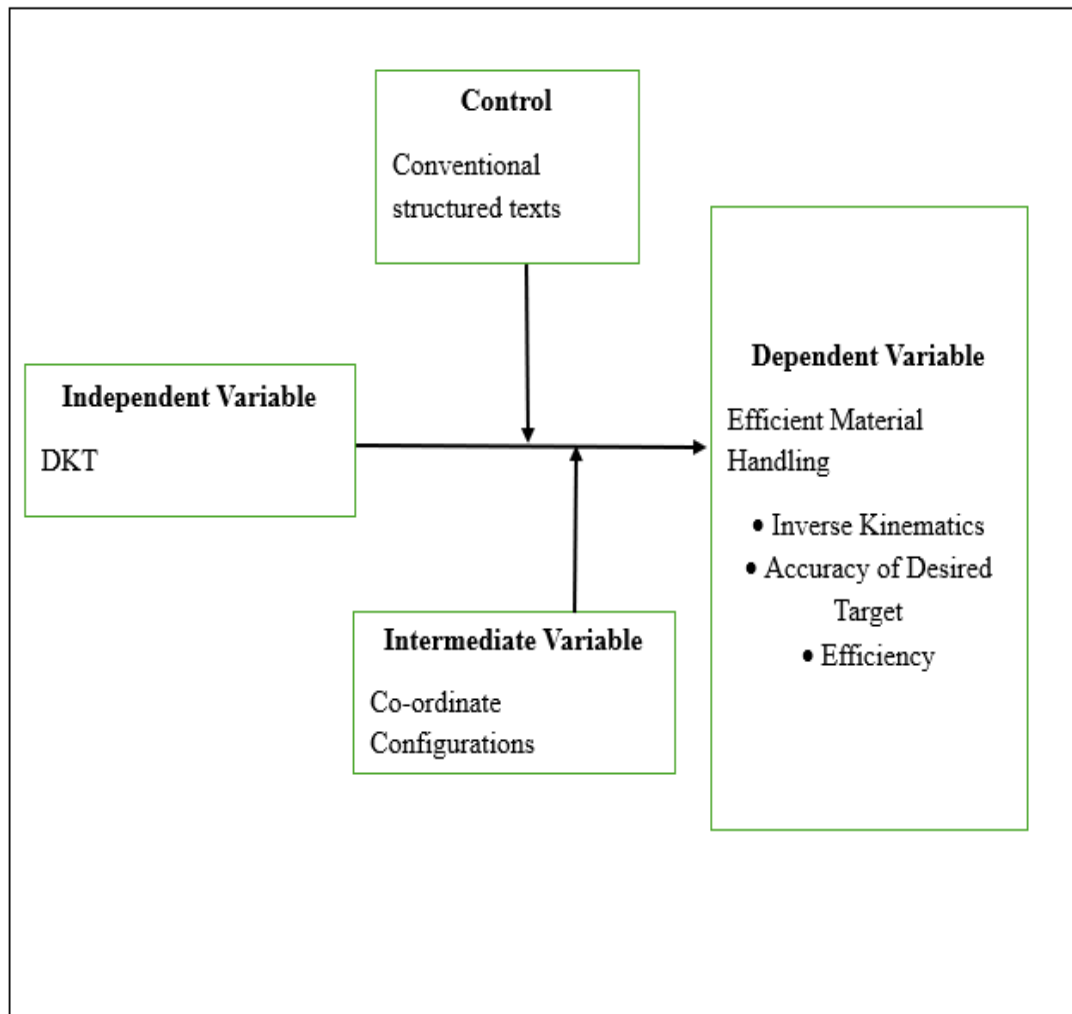 Control
Conventional
structured texts
Independent Variable
DKT
Dependent Variable
Efficient Material
Handling
• Inverse Kinematics
• Accuracy of Desired
Target
• Efficiency
Intermediate Variable
Co-ordinate
Configurations